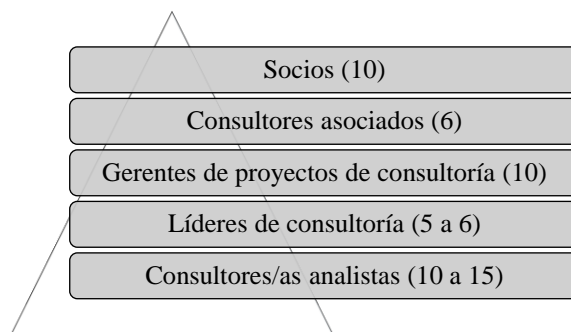 Socios (10)
Consultores asociados (6)
Gerentes de proyectos de consultoría (10)
Líderes de consultoría (5 a 6)
Consultores/as analistas (10 a 15)